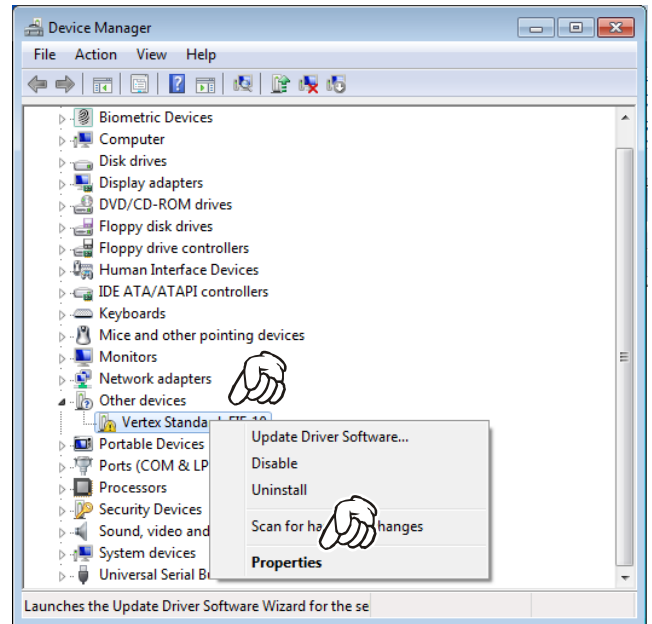 Device Manager
File Action View Help
Biometric Devices
Computer
Disk drives
Display adapters
DVD/CD-ROM drives
Floppy disk drives
Floppy drive controllers
Human Interface Devices
IDE ATA/ATAPI controllers
Keyboards
Mice and other pointing devices
Monitors
Network adapters
Other devices
Vertex Standa
Portable Devices
Ports (COM & LP
Processors
Security Devices
Sound, video and
System devices
Universal Serial B
Update Driver Software...
Disable
Uninstall
Scan for ha hanges
Properties
Launches the Update Driver Software Wizard for the se